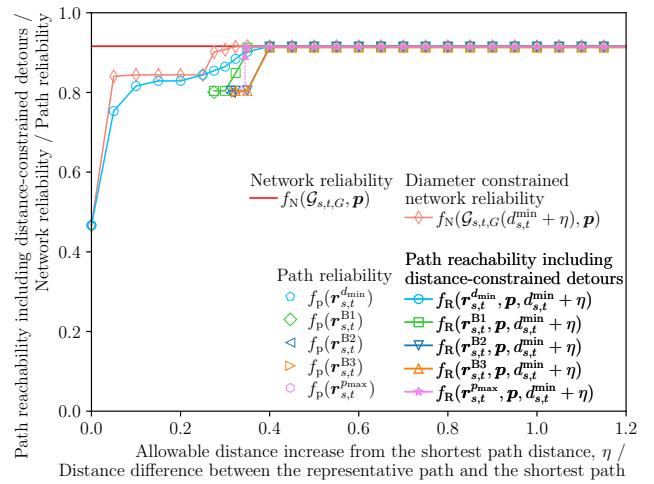 Path reachability including distance-constrained detours /
Network reliability / Path reliability
1.0
0.8
0.6
0.4
0.2
0.0
0.0 0.2 0.4 0.6 0.8 1.0 1.2
Network reliability
f_N(𝒢_{s,t,G}, p)
Diameter constrained
network reliability
f_N(𝒢_{s,t,G}(d_{s,t}^{min} + η), p)
Path reliability
f_p(r_{s,t}^{d_min})
f_p(r_{s,t}^{B1})
f_p(r_{s,t}^{B2})
f_p(r_{s,t}^{B3})
f_p(r_{s,t}^{p_max})
Path reachability including
distance-constrained detours
f_R(r_{s,t}^{d_min}, p, d_{s,t}^{min} + η)
f_R(r_{s,t}^{B1}, p, d_{s,t}^{min} + η)
f_R(r_{s,t}^{B2}, p, d_{s,t}^{min} + η)
f_R(r_{s,t}^{B3}, p, d_{s,t}^{min} + η)
f_R(r_{s,t}^{p_max}, p, d_{s,t}^{min} + η)
Allowable distance increase from the shortest path distance, η /
Distance difference between the representative path and the shortest path